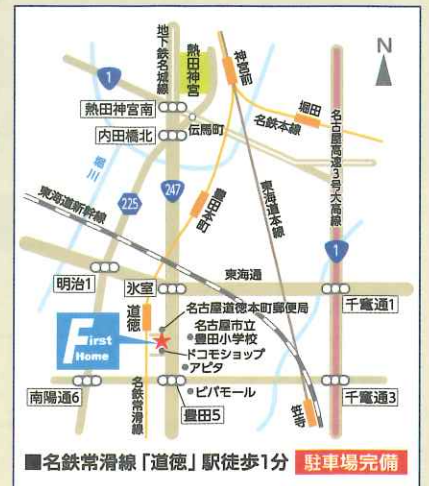 地下鉄名城線
熱田神宮
神宮前
N
1
熱田神宮南
伝馬町
堀田
名鉄本線
内田橋北
堀川
名古屋高速3号大高線
東海道新幹線
225
247
豊田本町
東海道本線
1
明治1
氷室
東海通
千竃通1
道徳
名古屋道徳本町郵便局
名古屋市立
豊田小学校
First
Home
ドコモショップ
アピタ
南陽通6
名鉄常滑線
ビバモール
豊田5
笠寺
千竃通3
■名鉄常滑線「道徳」駅徒歩1分 駐車場完備